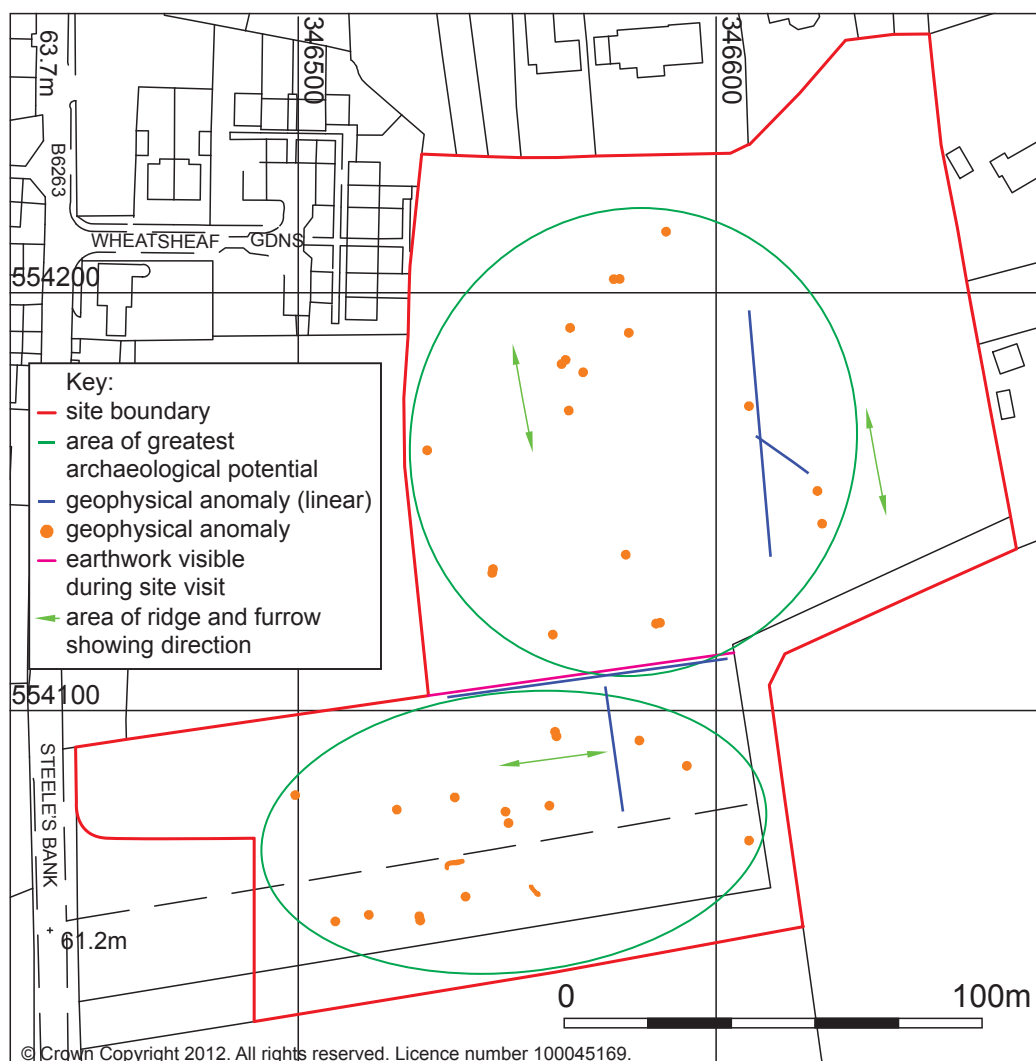 346500
346600
63.7m
B6263
WHEATSHEAF GDNS
554200
Key:
site boundary
area of greatest
archaeological potential
geophysical anomaly (linear)
geophysical anomaly
earthwork visible
during site visit
area of ridge and furrow
showing direction
554100
STEELE'S BANK
+ 61.2m
0 100m
© Crown Copyright 2012. All rights reserved. Licence number 100045169.